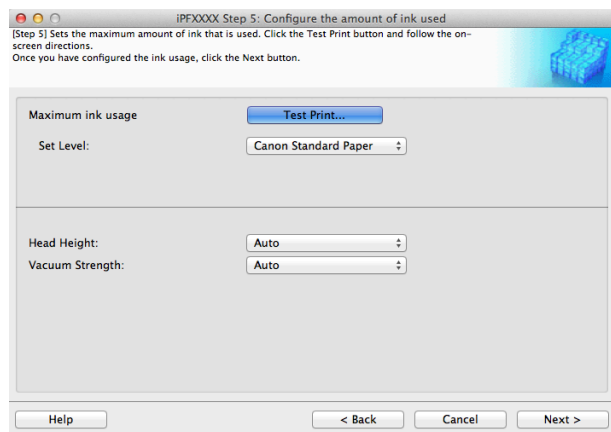 iPFXXXX Step 5: Configure the amount of ink used
[Step 5] Sets the maximum amount of ink that is used. Click the Test Print button and follow the on-
screen directions.
Once you have configured the ink usage, click the Next button.
Maximum ink usage Test Print...
Set Level: Canon Standard Paper
Head Height: Auto
Vacuum Strength: Auto
Help < Back Cancel Next >